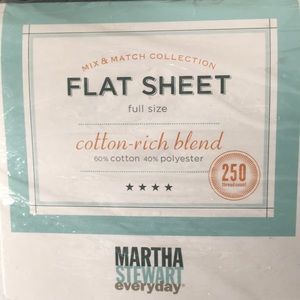 MIX & MATCH COLLECTION
FLAT SHEET
full size
cotton-rich blend
60% cotton 40% polyester
250
thread count
MARTHA
STEWART
everyday®